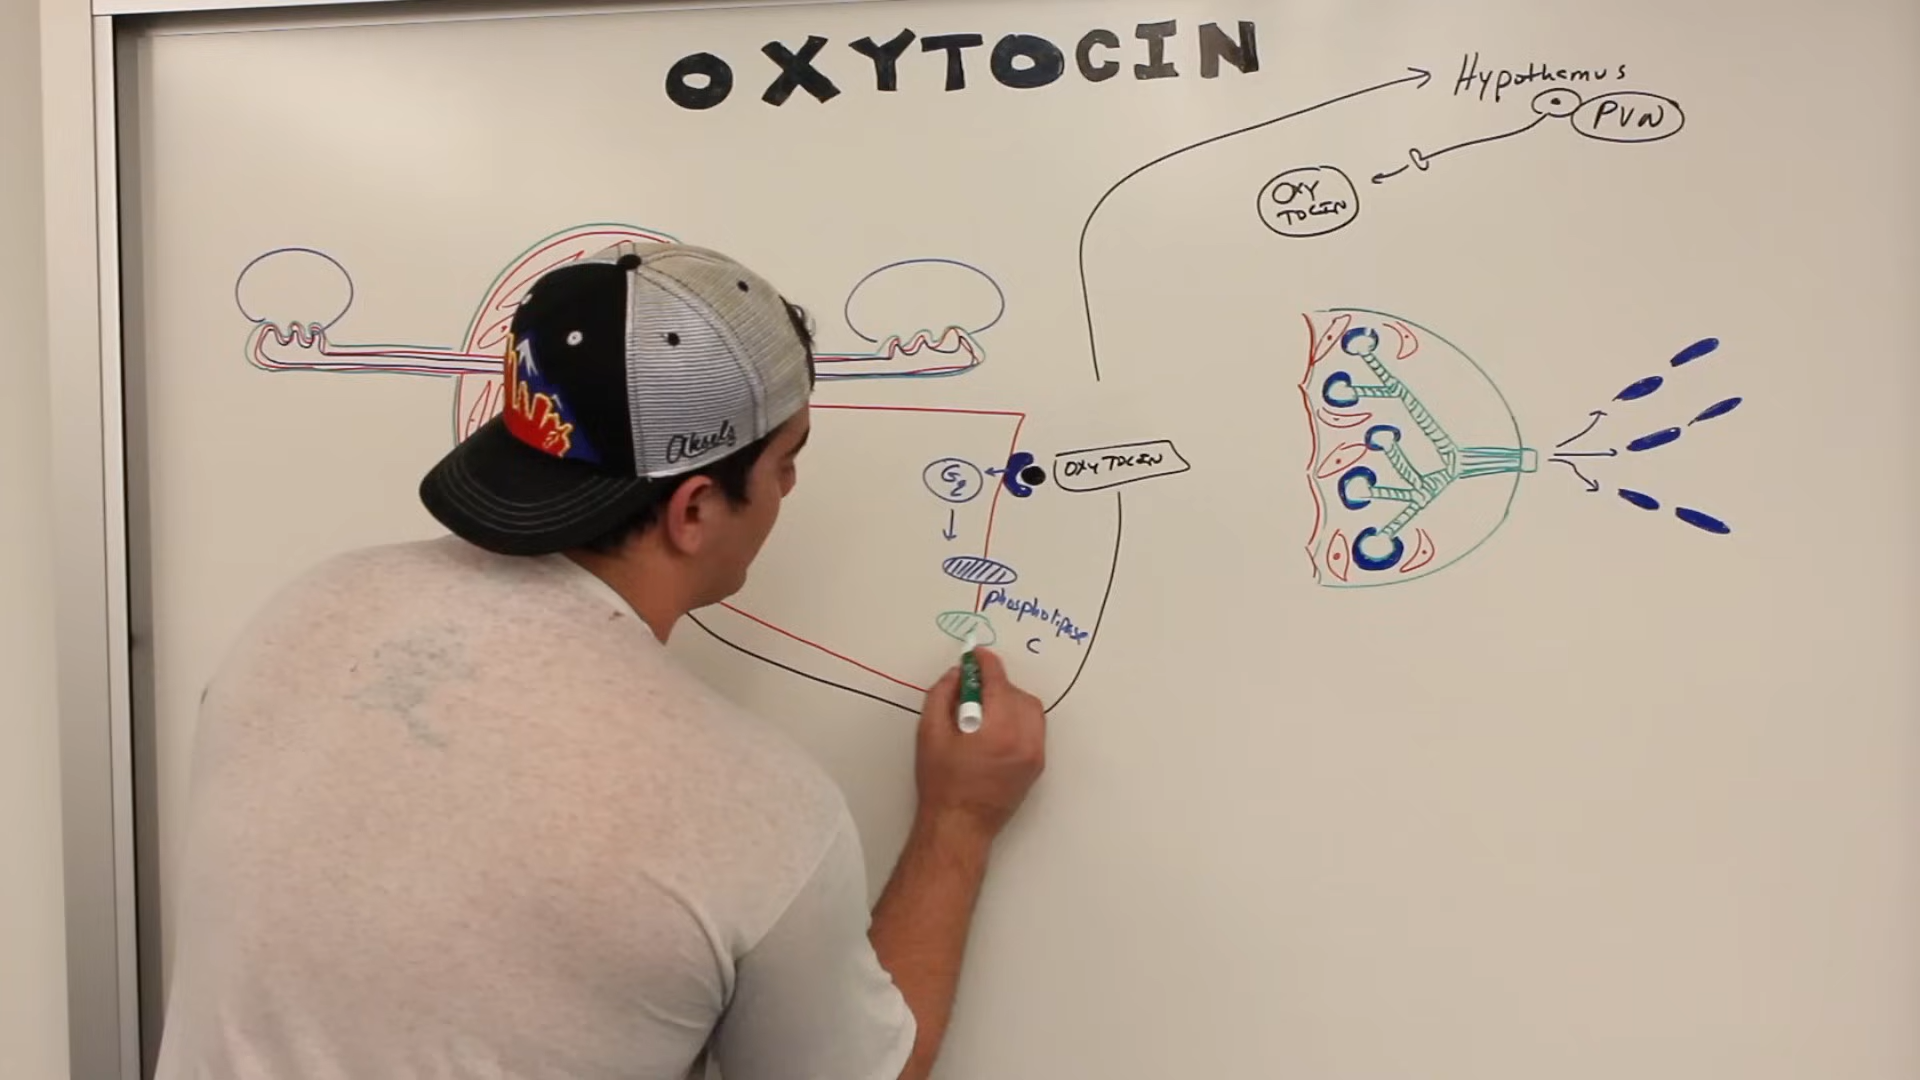 OXYTOCIN
Hypothamus
PVN
OXY
TOCIN
OXYTOCIN
Gq
phospholipase
C